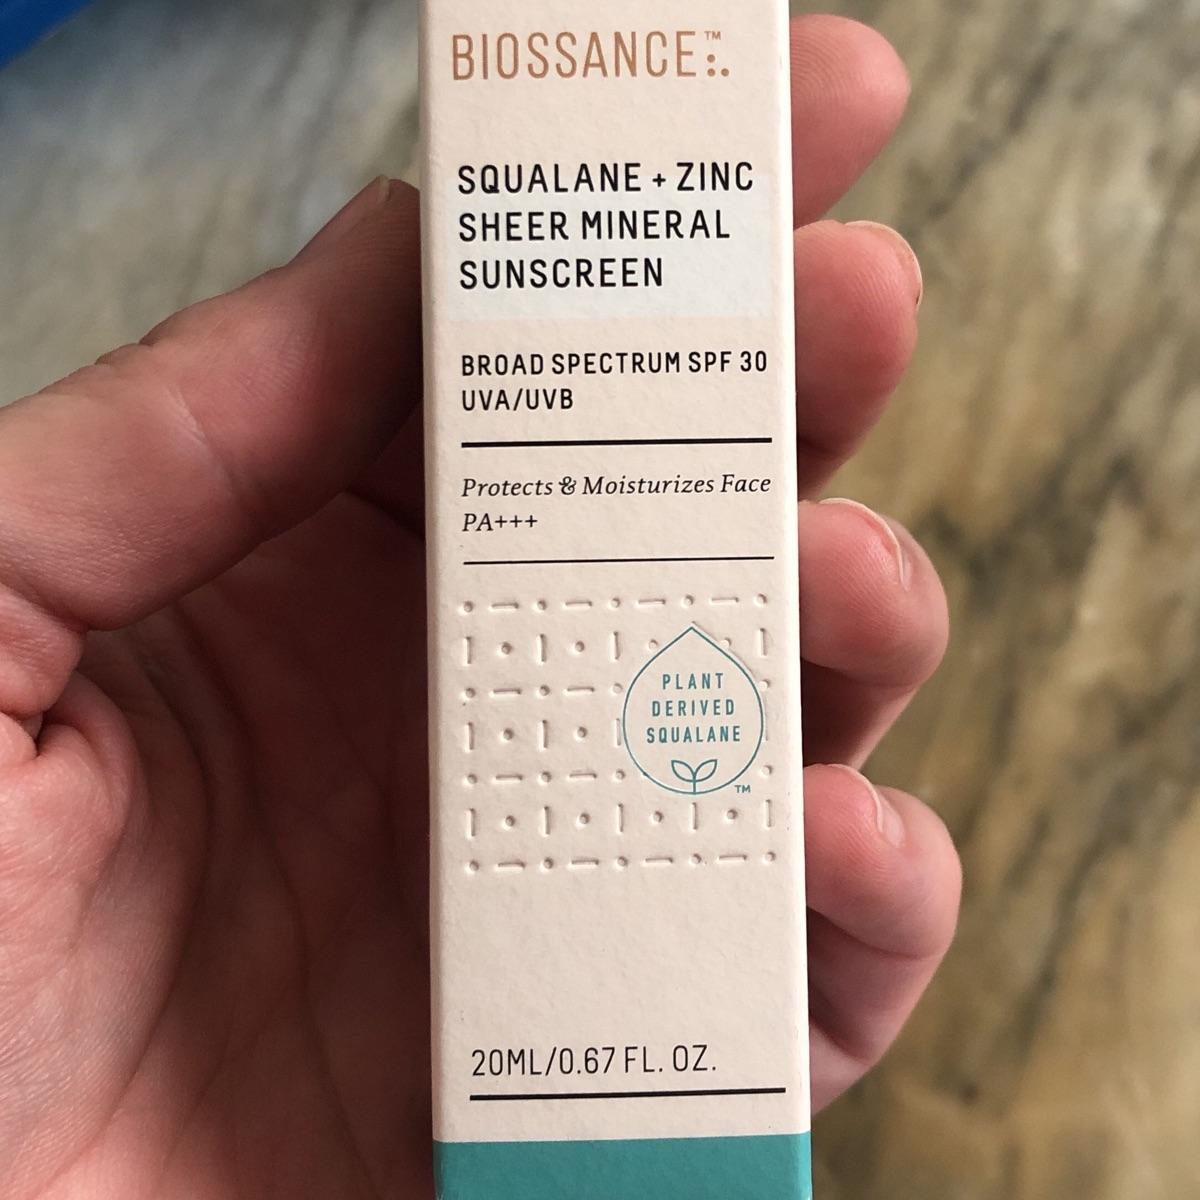 BIOSSANCE™
SQUALANE + ZINC
SHEER MINERAL
SUNSCREEN
BROAD SPECTRUM SPF 30
UVA/UVB
Protects & Moisturizes Face
PA+++
PLANT
DERIVED
SQUALANE
™
20ML/0.67 FL. OZ.